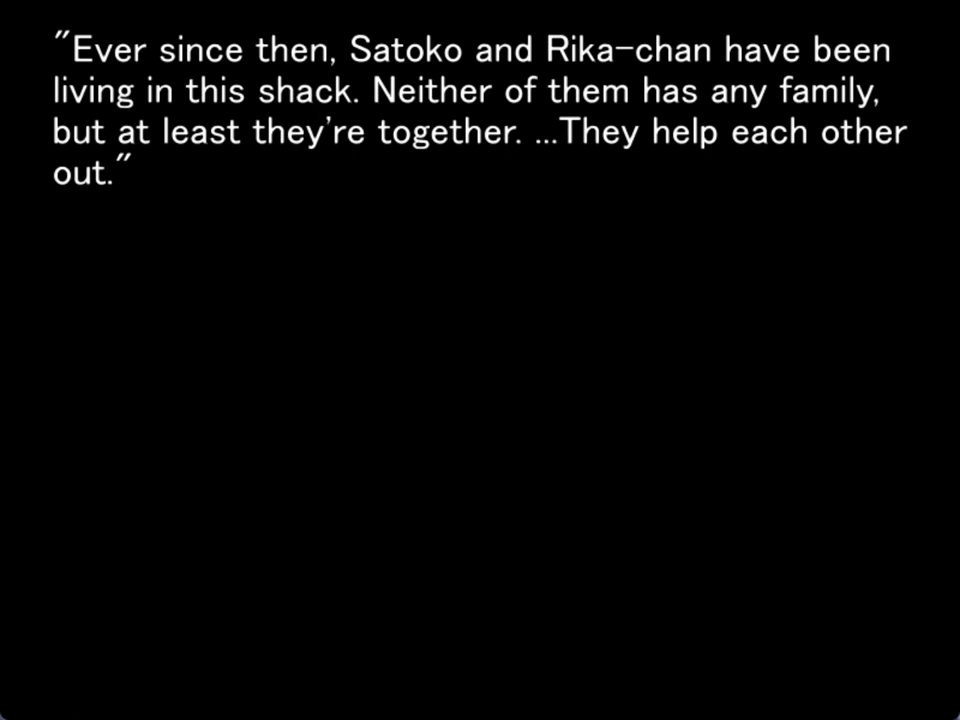 "Ever since then, Satoko and Rika-chan have been
living in this shack. Neither of them has any family,
but at least they're together. ...They help each other
out."